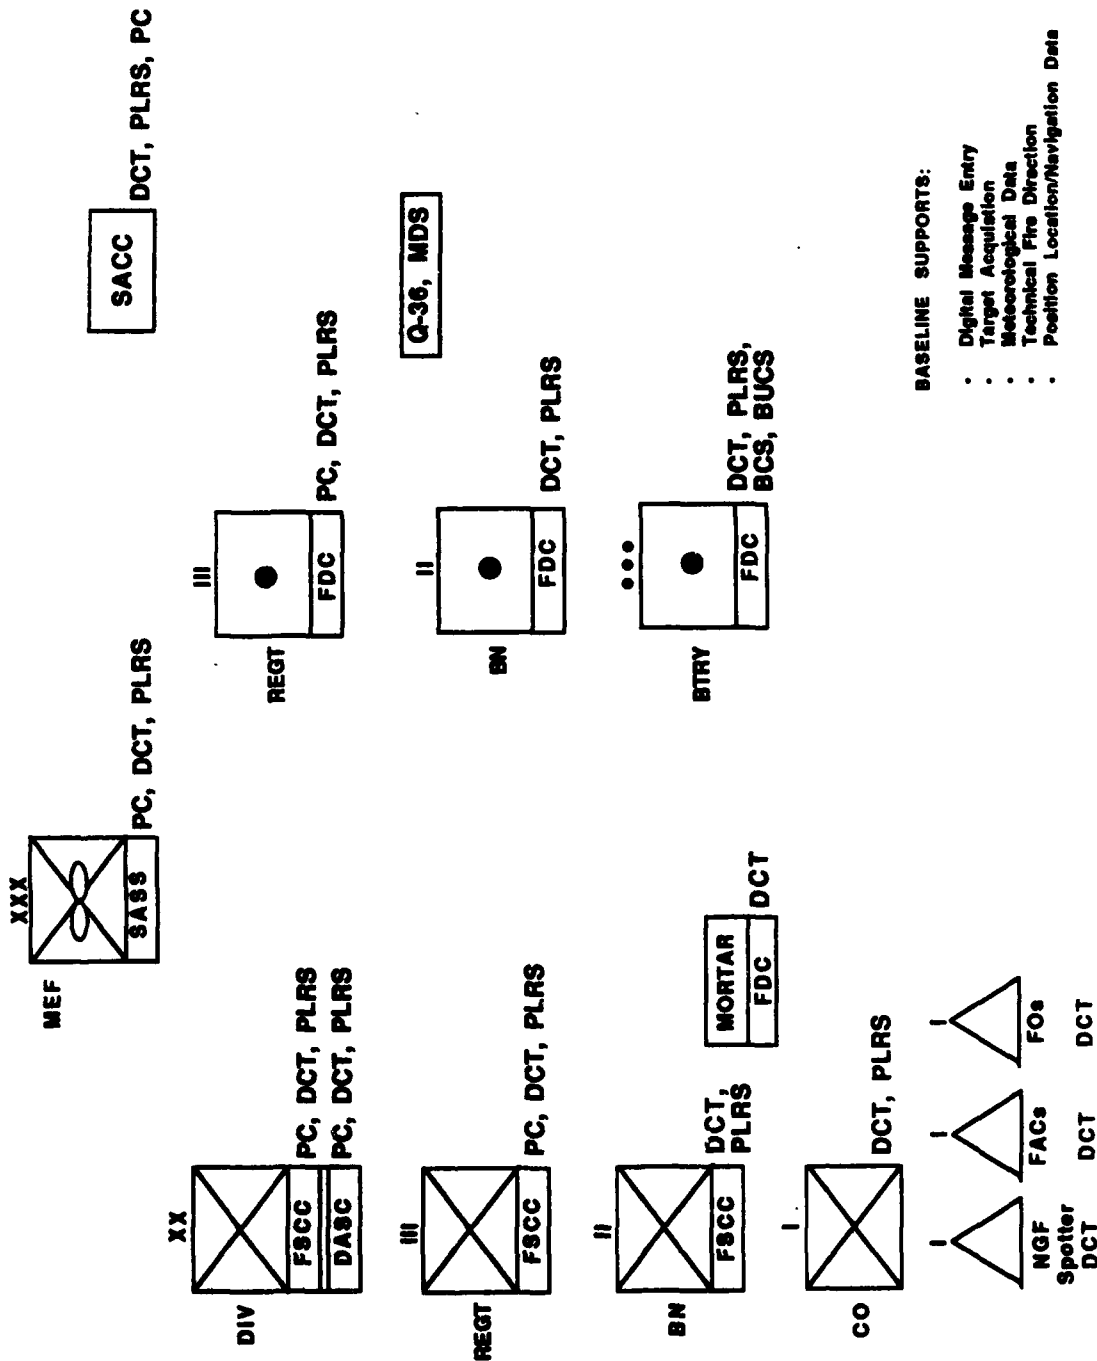 XXX
MEF
SASS
PC, DCT, PLRS
SACC
DCT, PLRS, PC
XX
DIV
FSCC
PC, DCT, PLRS
DASC
PC, DCT, PLRS
III
REGT
FDC
PC, DCT, PLRS
III
REGT
FSCC
PC, DCT, PLRS
II
BN
FDC
DCT, PLRS
Q-36, MDS
II
BN
FSCC
DCT,
PLRS
MORTAR
FDC
DCT
BTRY
FDC
DCT, PLRS,
BCS, BUCS
I
CO
DCT, PLRS
I
NGF
Spotter
DCT
I
FACs
DCT
I
FOs
DCT
BASELINE SUPPORTS:
· Digital Message Entry
· Target Acquisition
· Meteorological Data
· Technical Fire Direction
· Position Location/Navigation Data